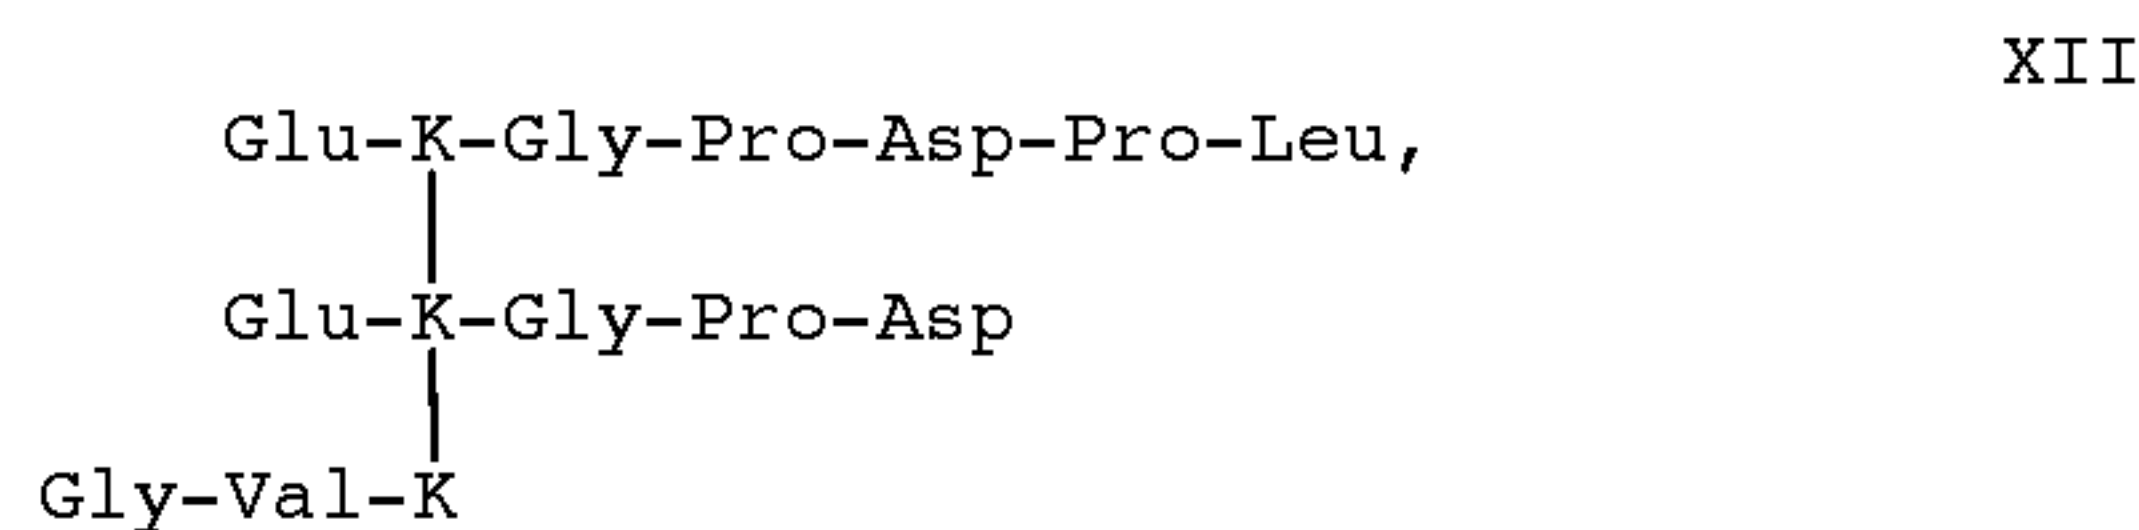 XII
Glu-K-Gly-Pro-Asp-Pro-Leu,
Glu-K-Gly-Pro-Asp
Gly-Val-K